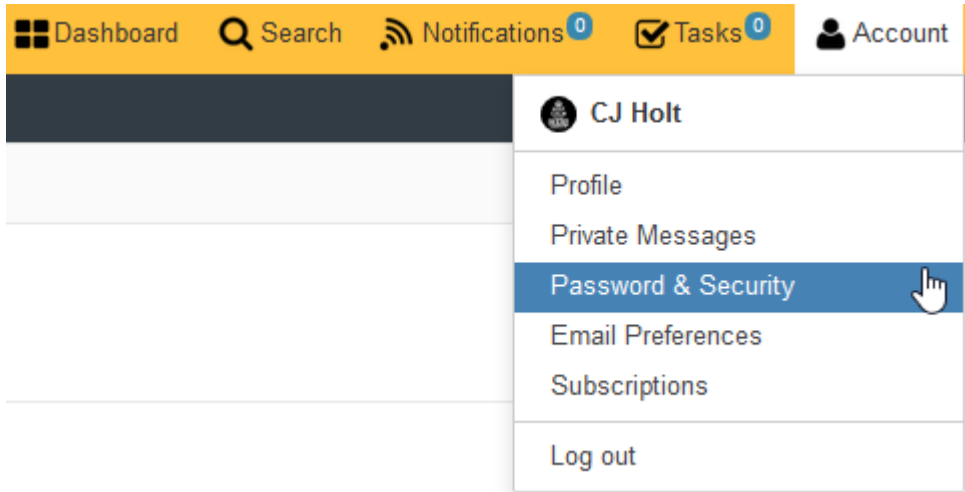 Dashboard Search Notifications 0 Tasks 0 Account
CJ Holt
Profile
Private Messages
Password & Security
Email Preferences
Subscriptions
Log out